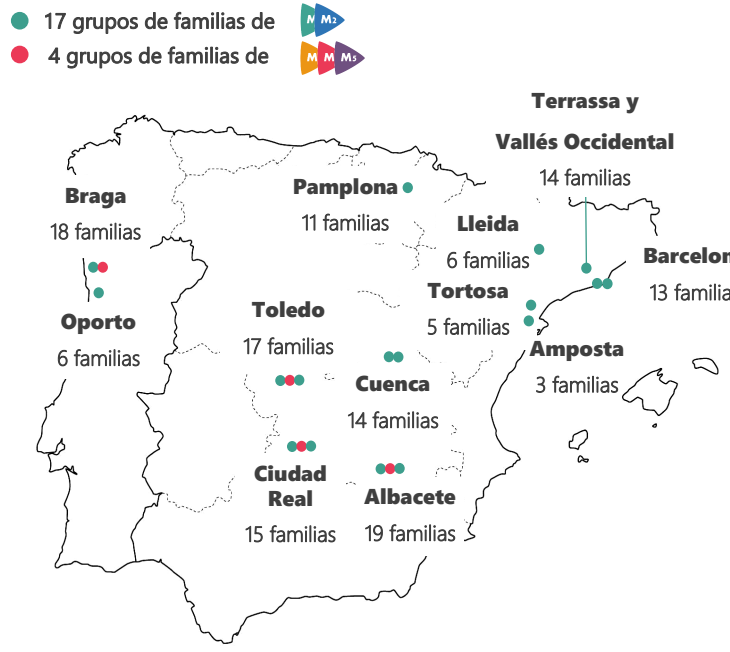 17 grupos de familias de M M2
4 grupos de familias de M M M5
Terrassa y
Vallés Occidental
14 familias
Braga
18 familias
Pamplona
11 familias
Lleida
6 familias
Barcelon
13 familia
Tortosa
5 familias
Toledo
17 familias
Oporto
6 familias
Amposta
3 familias
Cuenca
14 familias
Ciudad
Real
15 familias
Albacete
19 familias